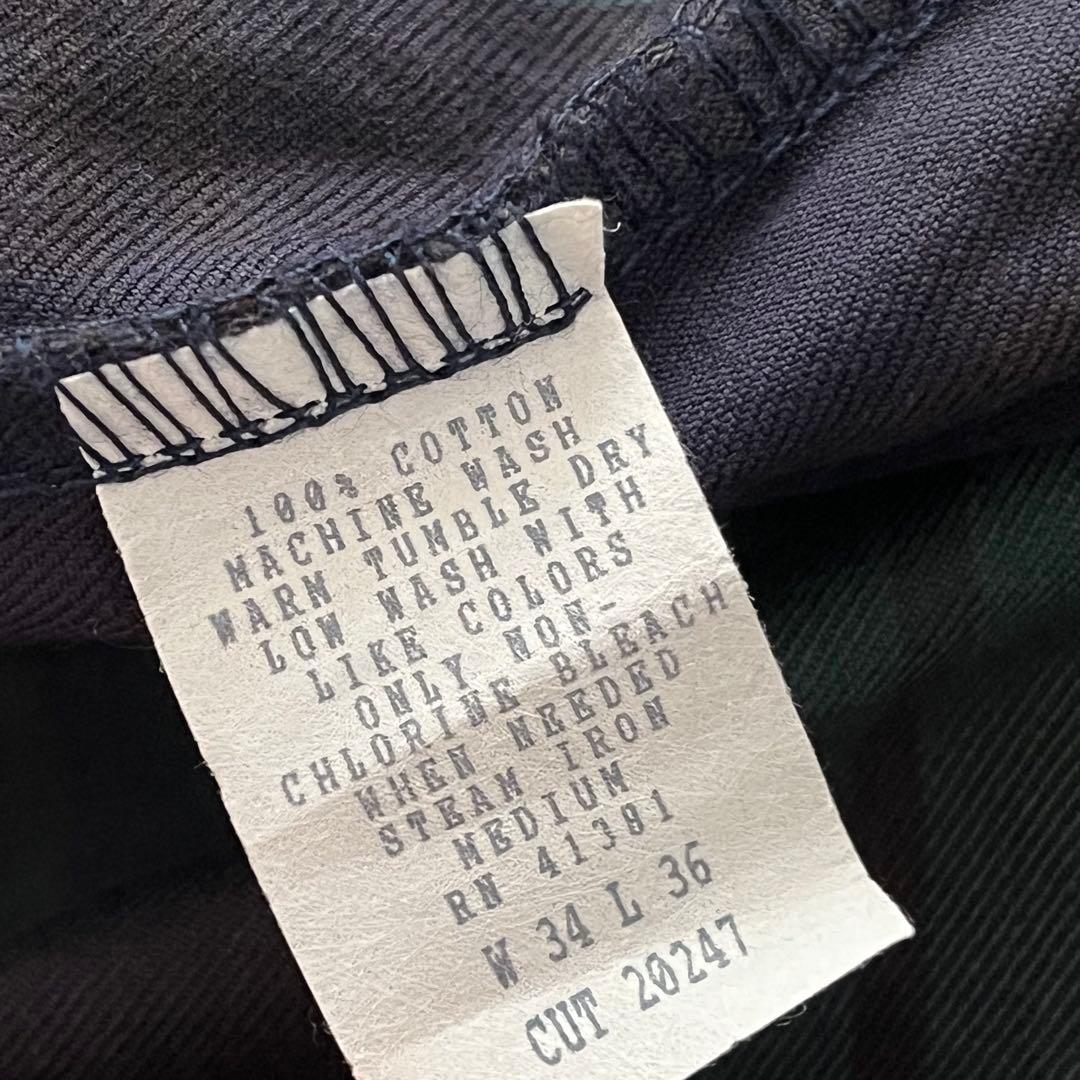 100% COTTON
MACHINE WASH
WARM TUMBLE DRY
LOW WASH WITH
LIKE COLORS
ONLY NON-
CHLORINE BLEACH
WHEN NEEDED
STEAM IRON
MEDIUM
RN 41391
W 34 L 36
CUT 20247